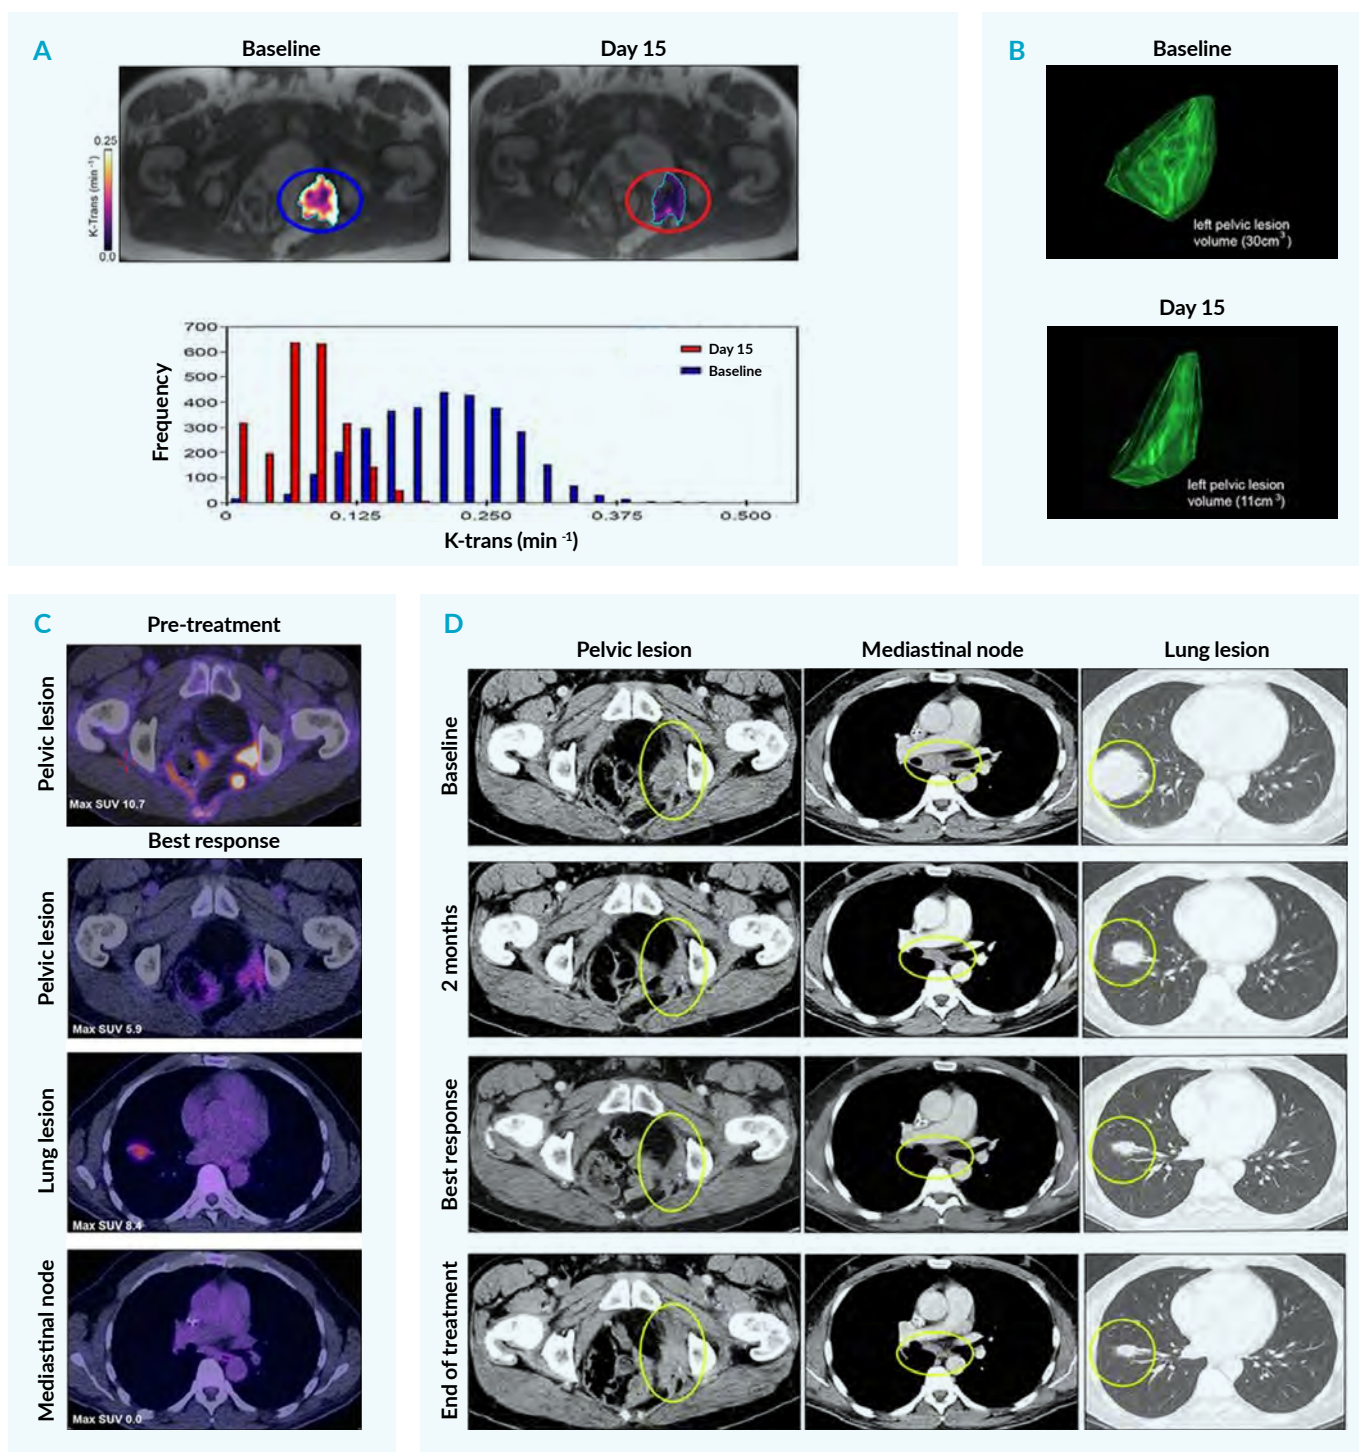 A
Baseline
Day 15
0.25
K-Trans (min⁻¹)
0.0
700
600
500
400
300
200
100
0
Frequency
Day 15
Baseline
0
0.125
0.250
0.375
0.500
K-trans (min ⁻¹)
B
Baseline
left pelvic lesion
volume (30cm³)
Day 15
left pelvic lesion
volume (11cm³)
C
Pre-treatment
Pelvic lesion
Max SUV 10.7
Best response
Pelvic lesion
Max SUV 5.9
Lung lesion
Max SUV 8.4
Mediastinal node
Max SUV 0.0
D
Pelvic lesion
Mediastinal node
Lung lesion
Baseline
2 months
Best response
End of treatment